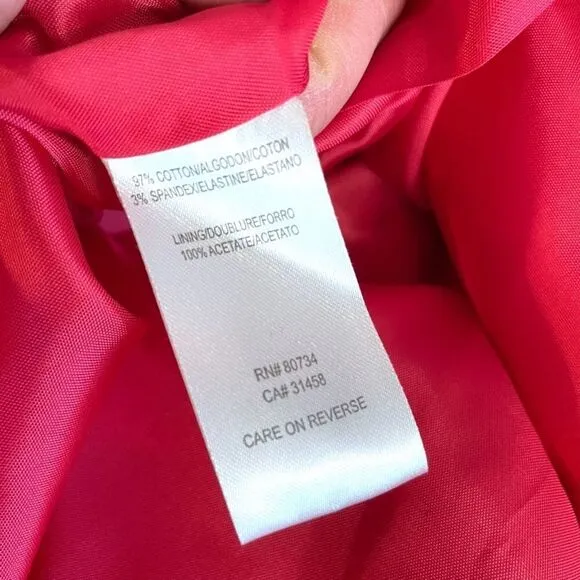 97% COTTON/ALGODON/COTON
3% SPANDEX/ELASTINE/ELASTANO
LINING/DOUBLURE/FORRO
100% ACETATE/ACETATO
RN# 80734
CA# 31458
CARE ON REVERSE